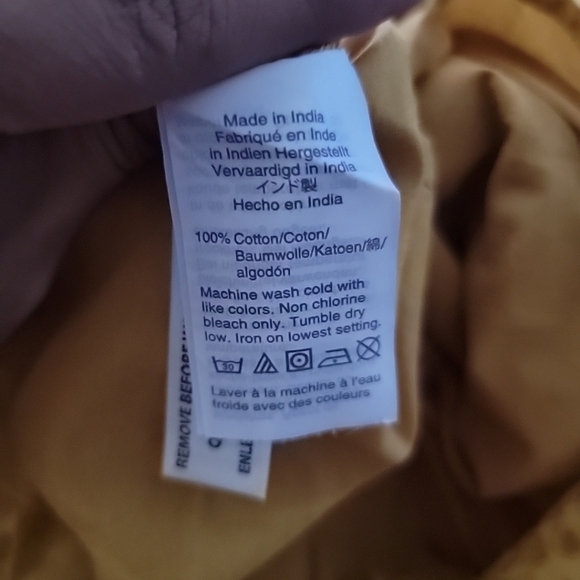 Made in India
Fabriqué en Inde
in Indien Hergestellt
Vervaardigd in India
インド製
Hecho en India
100% Cotton/Coton/
Baumwolle/Katoen/綿/
algodón
Machine wash cold with
like colors. Non chlorine
bleach only. Tumble dry
low. Iron on lowest setting.
30
Laver à la machine à l'eau
froide avec des couleurs
REMOVE BEFORE
ENLE